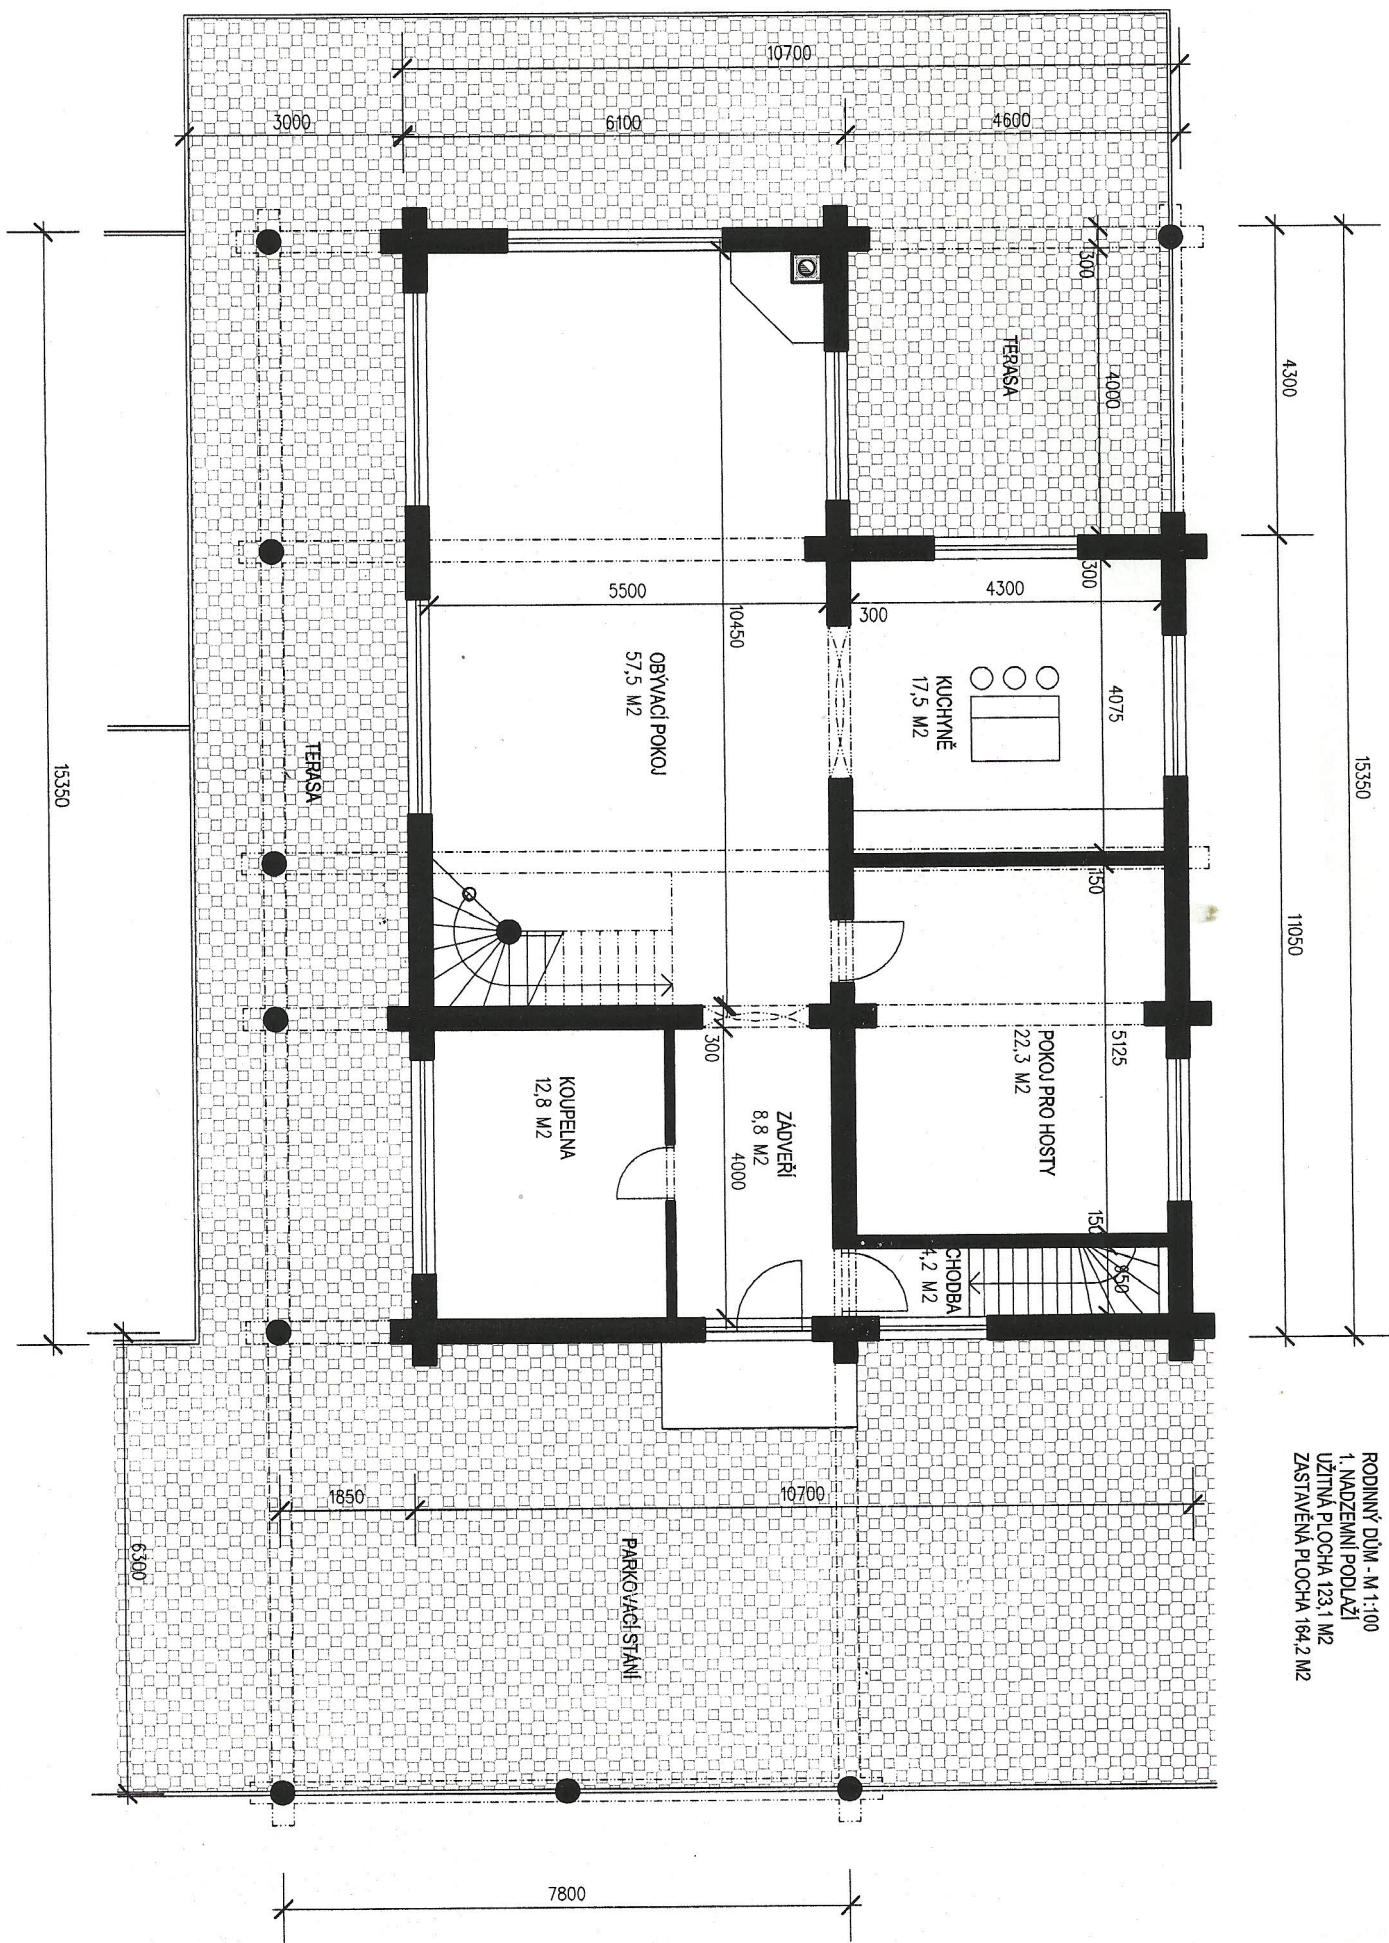 RODINNÝ DŮM - M 1:100
1. NADZEMNÍ PODLAŽÍ
UŽITNÁ PLOCHA 123,1 M2
ZASTAVĚNÁ PLOCHA 164,2 M2
15350
4300
11050
10700
3000
6100
4600
300
4000
TERASA
300
5500
300
4300
10450
OBÝVACÍ POKOJ
57,5 M2
KUCHYNĚ
17,5 M2
4075
TERASA
150
5125
POKOJ PRO HOSTY
22,3 M2
300
KOUPELNA
12,8 M2
ZÁDVEŘÍ
8,8 M2
4000
150
950
CHODBA
4,2 M2
15350
1850
10700
6300
PARKOVACÍ STÁNÍ
7800